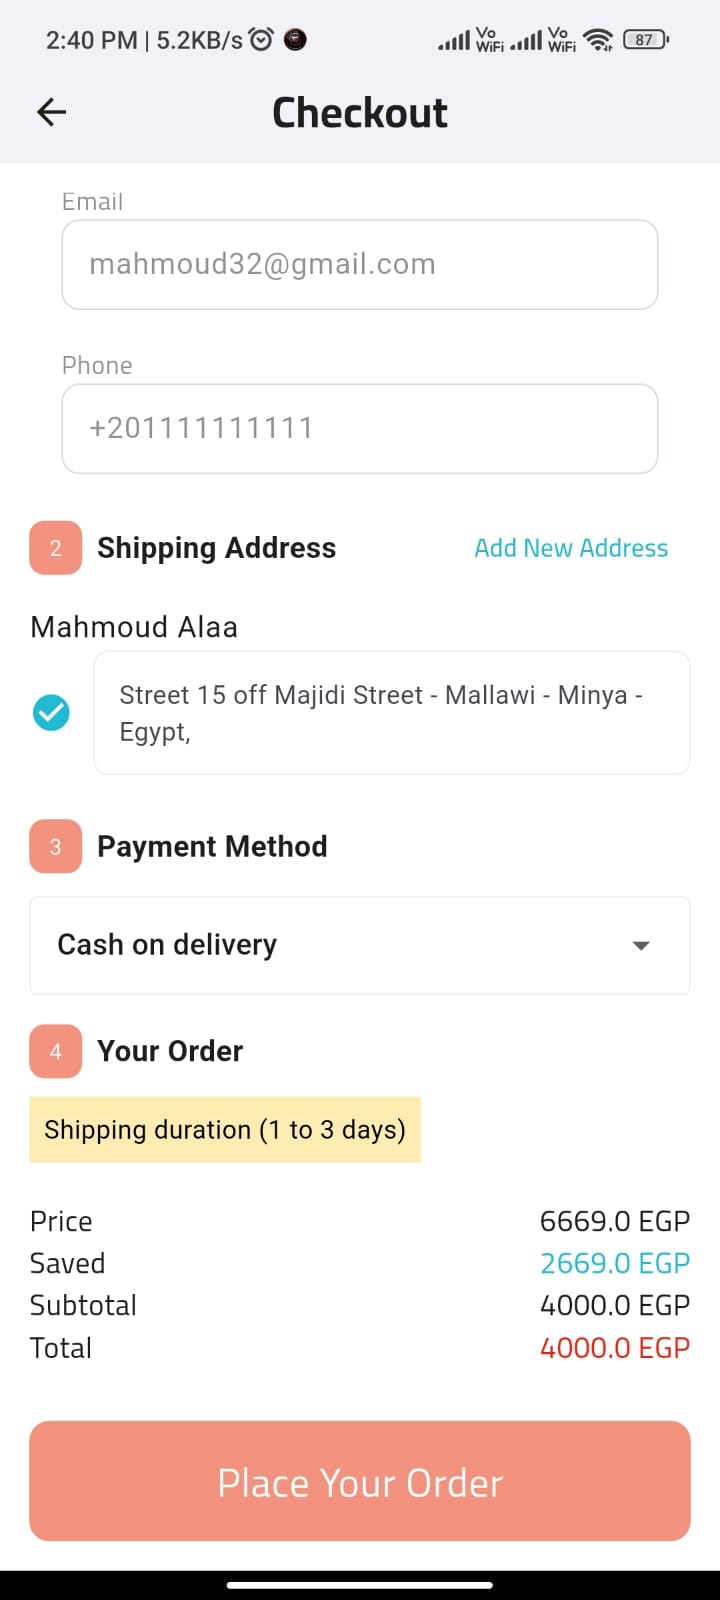 2:40 PM | 5.2KB/s Vo WiFi Vo WiFi 87
Checkout
Email
mahmoud32@gmail.com
Phone
+201111111111
2 Shipping Address Add New Address
Mahmoud Alaa
Street 15 off Majidi Street - Mallawi - Minya -
Egypt,
3 Payment Method
Cash on delivery
4 Your Order
Shipping duration (1 to 3 days)
Price 6669.0 EGP
Saved 2669.0 EGP
Subtotal 4000.0 EGP
Total 4000.0 EGP
Place Your Order